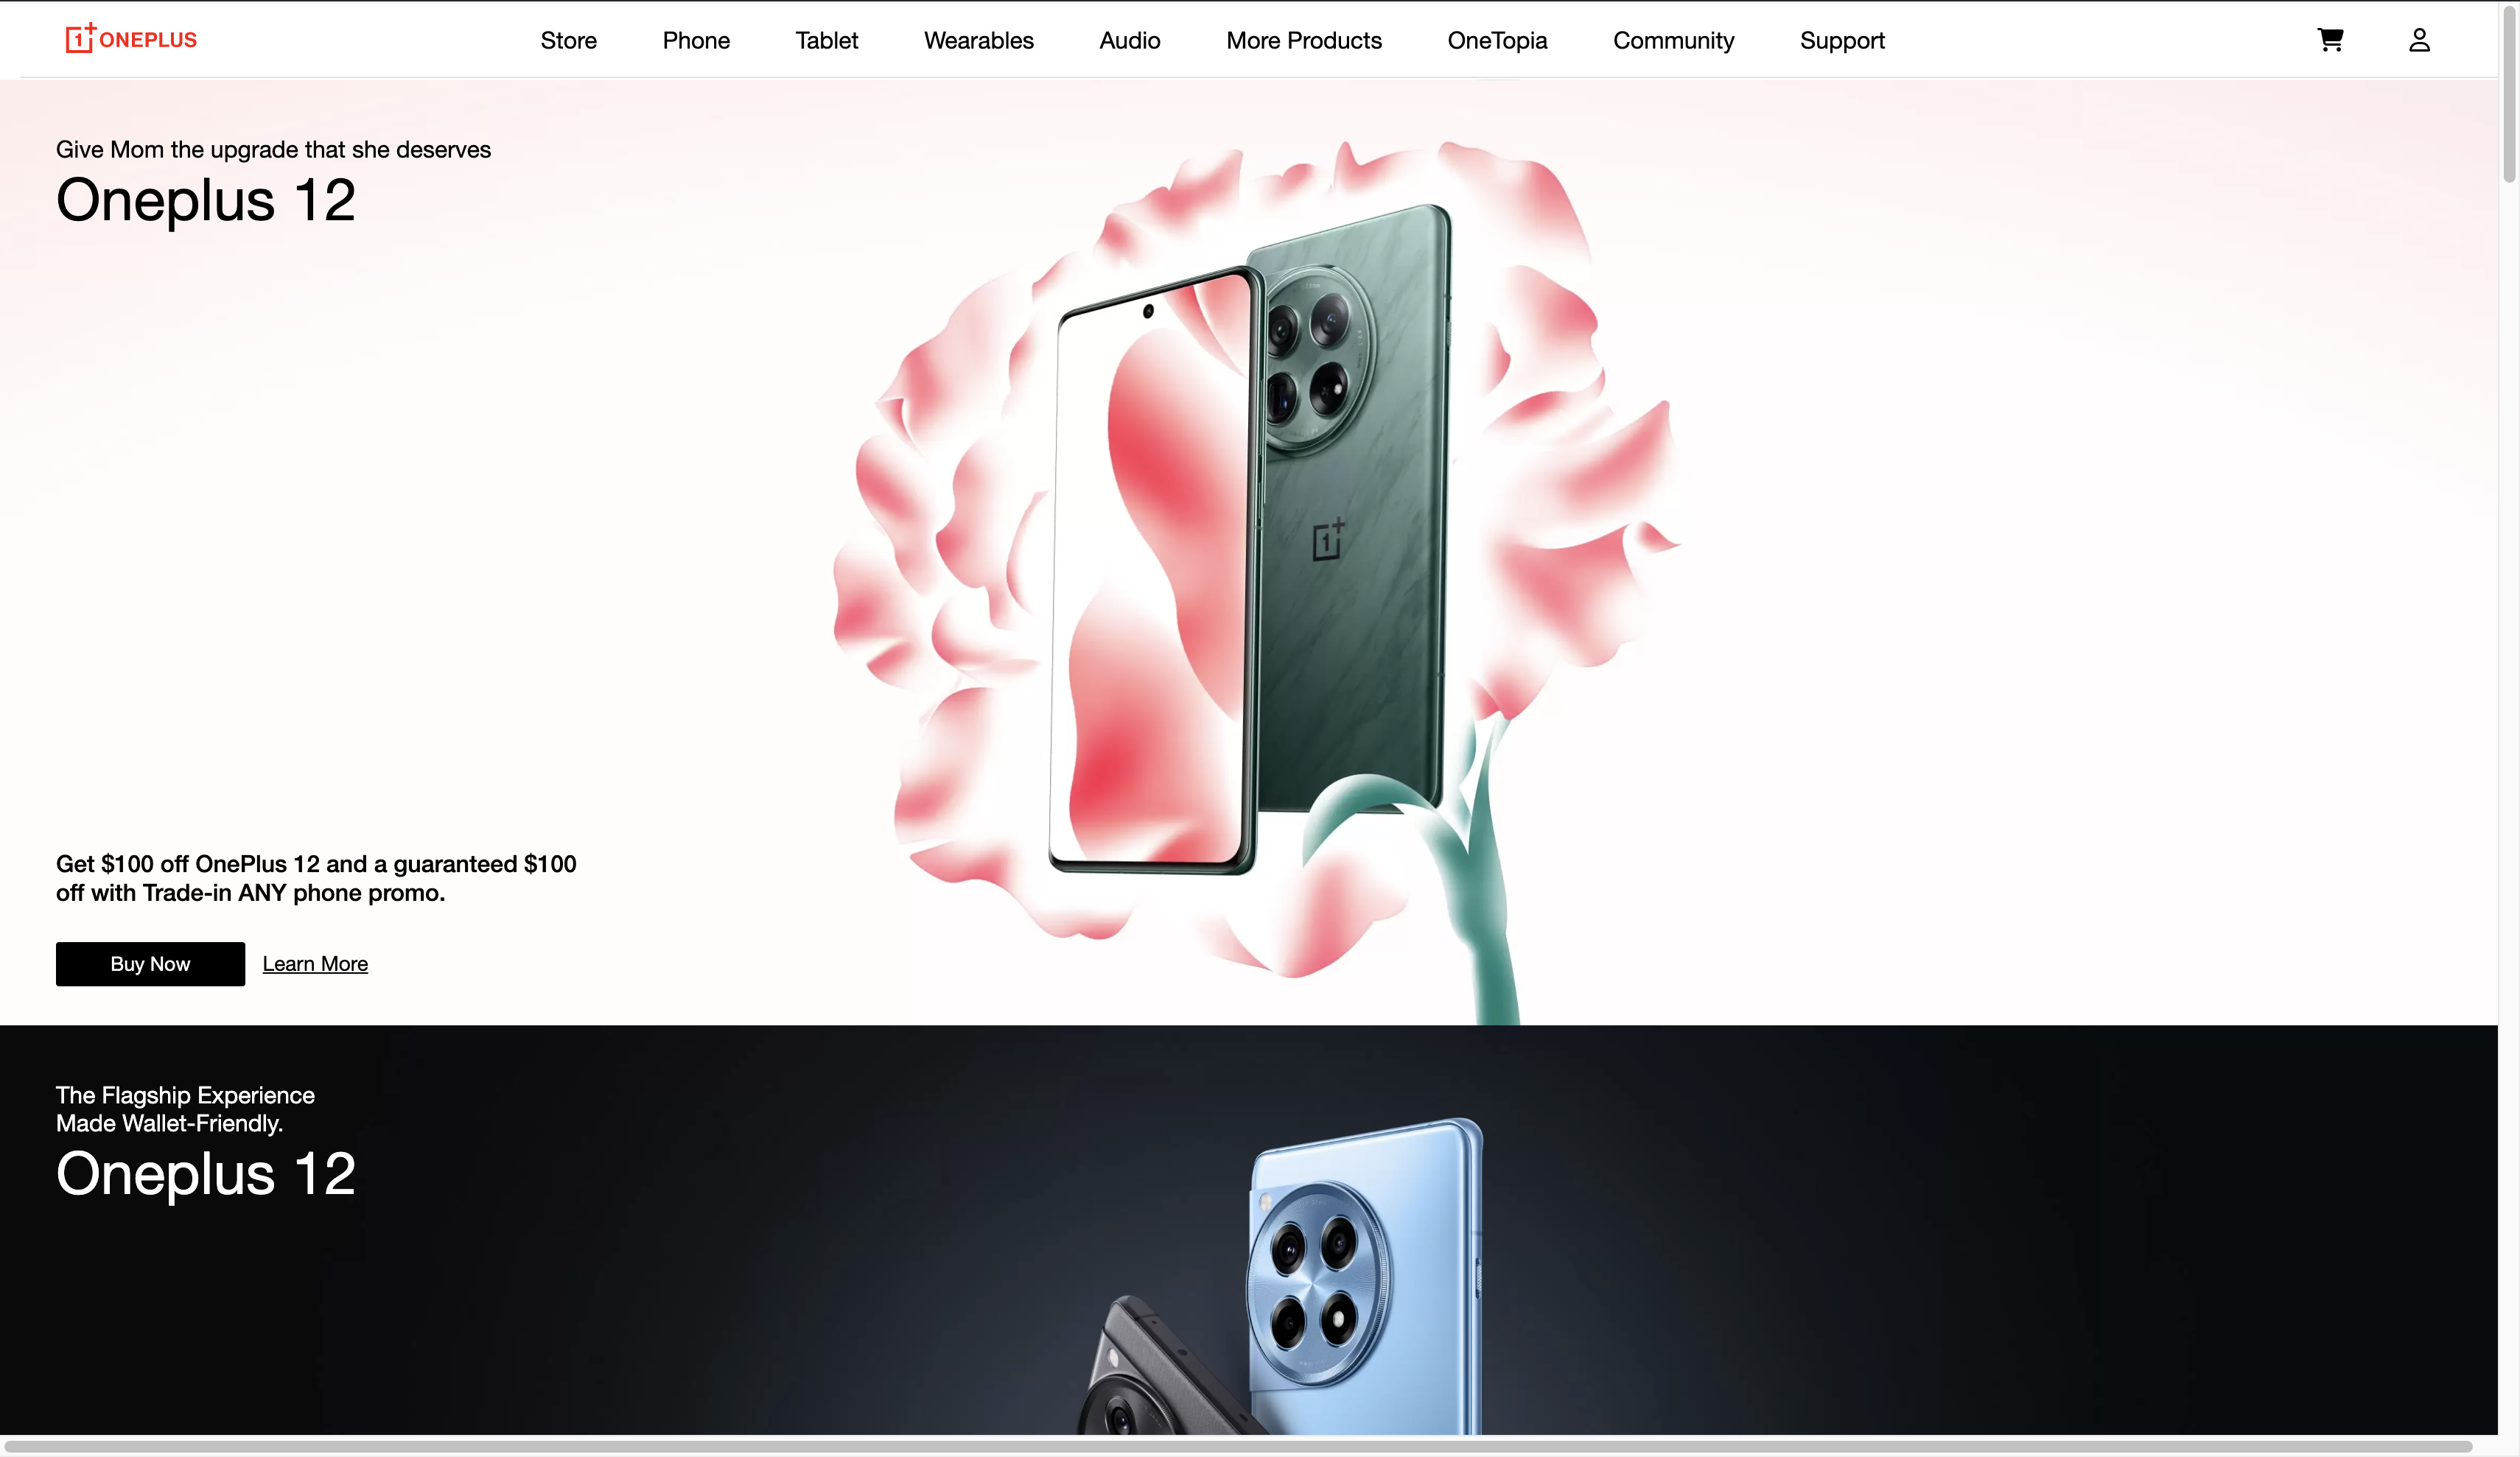 1+ ONEPLUS
Store
Phone
Tablet
Wearables
Audio
More Products
OneTopia
Community
Support
Give Mom the upgrade that she deserves
Oneplus 12
1+
Get $100 off OnePlus 12 and a guaranteed $100
off with Trade-in ANY phone promo.
Buy Now
Learn More
The Flagship Experience
Made Wallet-Friendly.
Oneplus 12